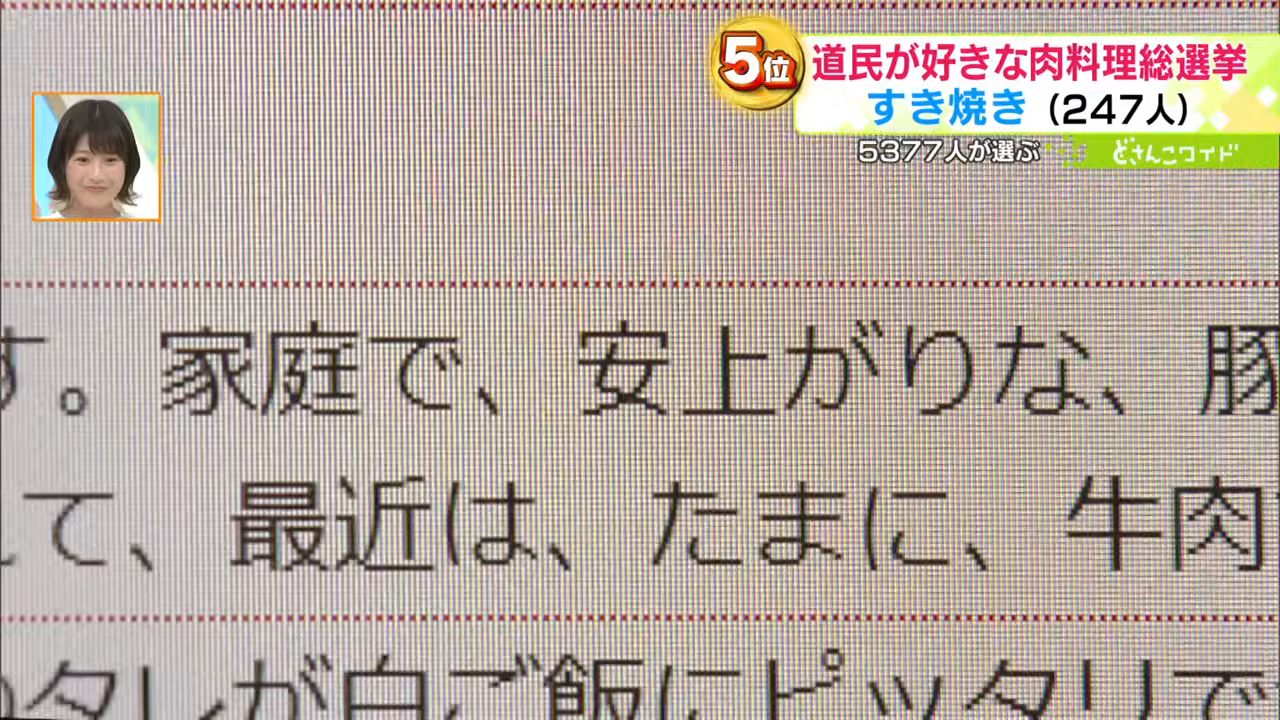 5位
道民が好きな肉料理総選挙
すき焼き(247人)
5377人が選ぶ
どさんこワイド
す。家庭で、安上がりな、豚
て、最近は、たまに、牛肉
のタレが白ご飯にピッタリで